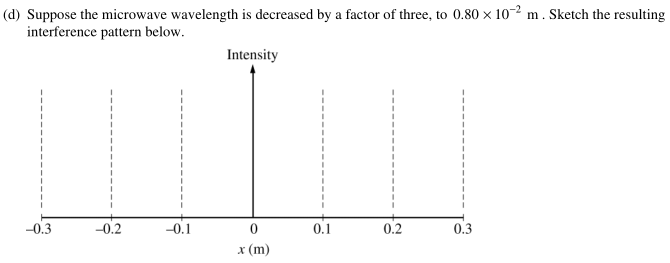 (d) Suppose the microwave wavelength is decreased by a factor of three, to 0.80 × 10⁻² m . Sketch the resulting
interference pattern below.
Intensity
–0.3 –0.2 –0.1 0 0.1 0.2 0.3
x (m)